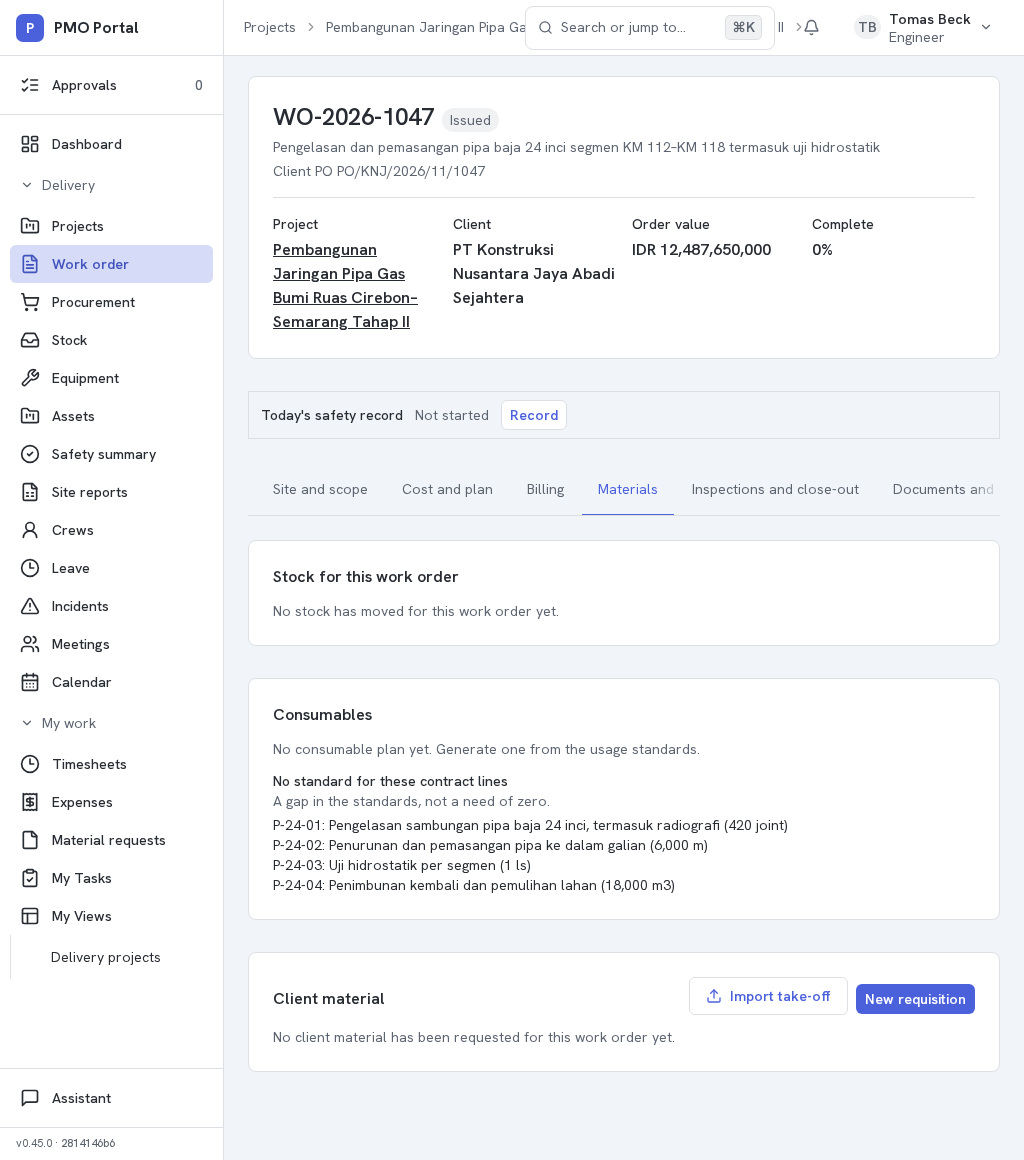 P PMO Portal
Projects
Pembangunan Jaringan Pipa Ga
Search or jump to...
⌘K
II
TB
Tomas Beck
Engineer
Approvals 0
Dashboard
Delivery
Projects
Work order
Procurement
Stock
Equipment
Assets
Safety summary
Site reports
Crews
Leave
Incidents
Meetings
Calendar
My work
Timesheets
Expenses
Material requests
My Tasks
My Views
Delivery projects
Assistant
v0.45.0 · 2814146b6
WO-2026-1047 Issued
Pengelasan dan pemasangan pipa baja 24 inci segmen KM 112–KM 118 termasuk uji hidrostatik
Client PO PO/KNJ/2026/11/1047
Project
Pembangunan
Jaringan Pipa Gas
Bumi Ruas Cirebon–
Semarang Tahap II
Client
PT Konstruksi
Nusantara Jaya Abadi
Sejahtera
Order value
IDR 12,487,650,000
Complete
0%
Today's safety record Not started Record
Site and scope Cost and plan Billing Materials Inspections and close-out Documents and
Stock for this work order
No stock has moved for this work order yet.
Consumables
No consumable plan yet. Generate one from the usage standards.
No standard for these contract lines
A gap in the standards, not a need of zero.
P-24-01: Pengelasan sambungan pipa baja 24 inci, termasuk radiografi (420 joint)
P-24-02: Penurunan dan pemasangan pipa ke dalam galian (6,000 m)
P-24-03: Uji hidrostatik per segmen (1 ls)
P-24-04: Penimbunan kembali dan pemulihan lahan (18,000 m3)
Client material
Import take-off
New requisition
No client material has been requested for this work order yet.